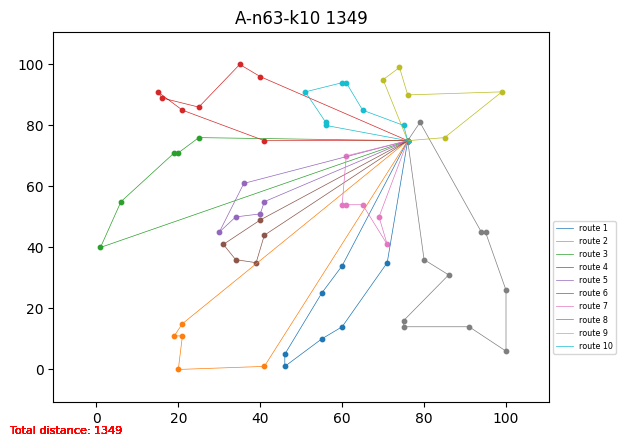 A-n63-k10 1349
100
80
60
40
20
0
0 20 40 60 80 100
route 1
route 2
route 3
route 4
route 5
route 6
route 7
route 8
route 9
route 10
Total distance: 1349